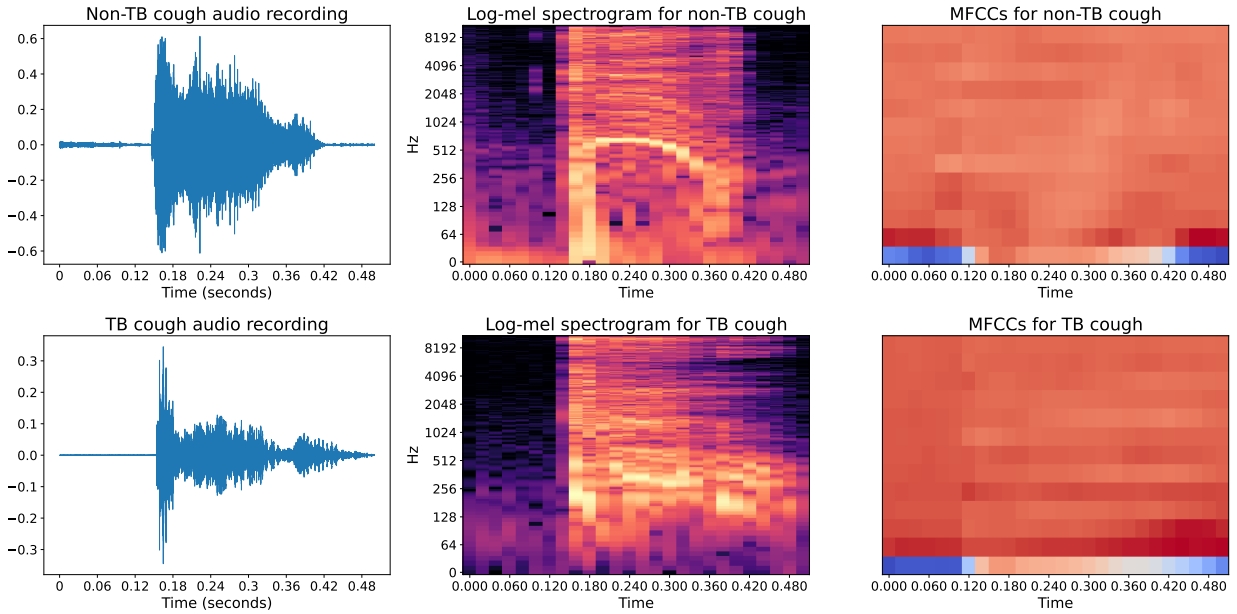 Non-TB cough audio recording
0.6
0.4
0.2
0.0
−0.2
−0.4
−0.6
0 0.06 0.12 0.18 0.24 0.30 0.36 0.42 0.48
Time (seconds)
Log-mel spectrogram for non-TB cough
Hz
8192
4096
2048
1024
512
256
128
64
0
0.000 0.060 0.120 0.180 0.240 0.300 0.360 0.420 0.480
Time
MFCCs for non-TB cough
0.000 0.060 0.120 0.180 0.240 0.300 0.360 0.420 0.480
Time
TB cough audio recording
0.3
0.2
0.1
0.0
−0.1
−0.2
−0.3
0 0.06 0.12 0.18 0.24 0.30 0.36 0.42 0.48
Time (seconds)
Log-mel spectrogram for TB cough
Hz
8192
4096
2048
1024
512
256
128
64
0
0.000 0.060 0.120 0.180 0.240 0.300 0.360 0.420 0.480
Time
MFCCs for TB cough
0.000 0.060 0.120 0.180 0.240 0.300 0.360 0.420 0.480
Time